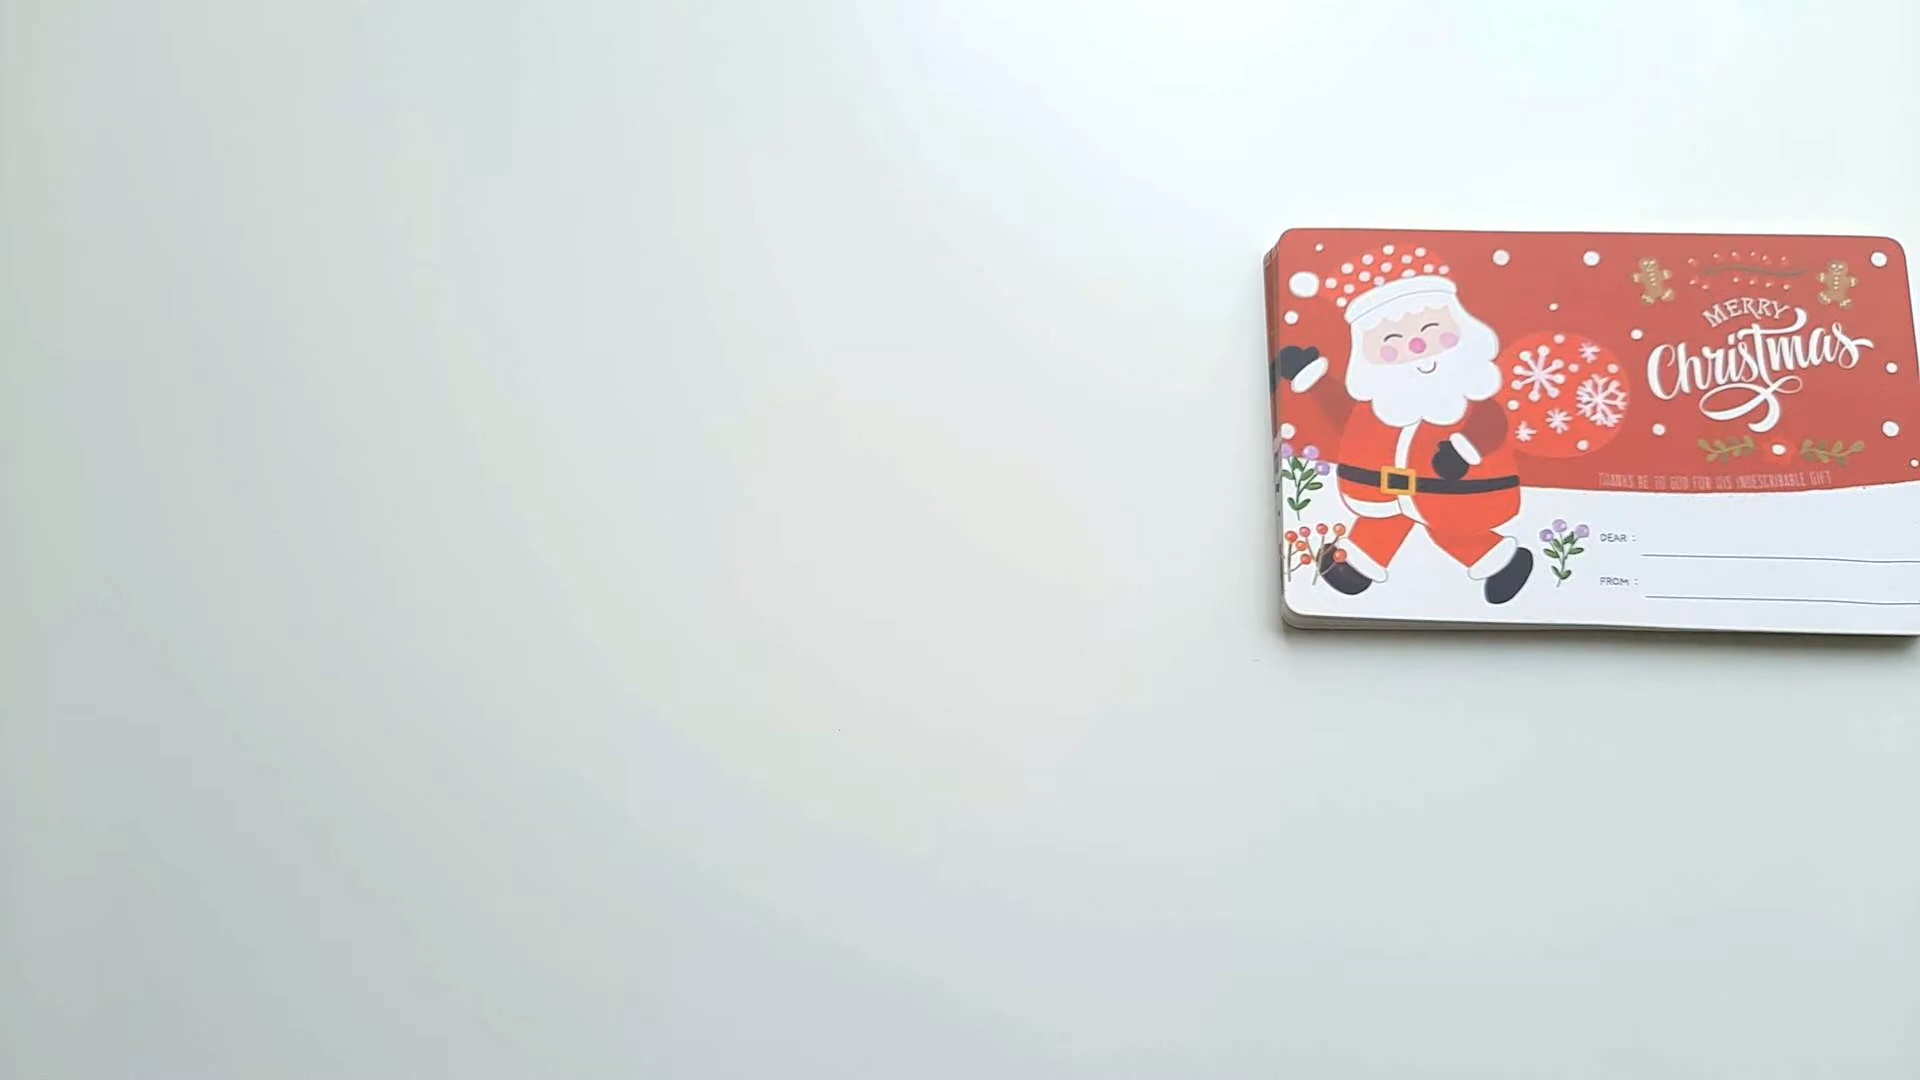 MERRY
Christmas
THANKS BE TO GOD FOR HIS INDESCRIBABLE GIFT
DEAR :
FROM :